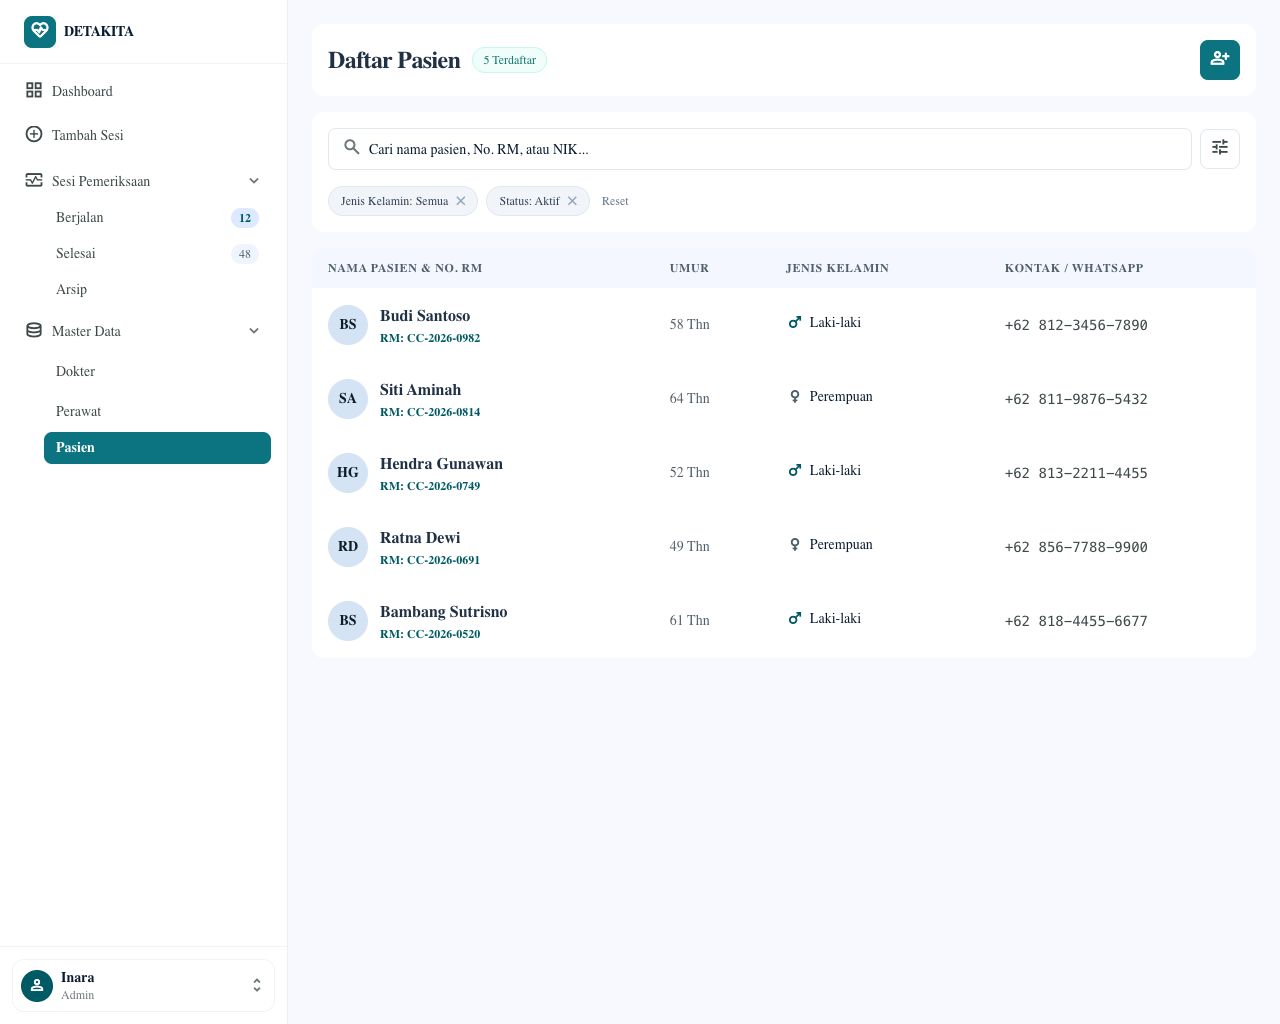 DETAKITA
Dashboard
Tambah Sesi
Sesi Pemeriksaan
Berjalan 12
Selesai 48
Arsip
Master Data
Dokter
Perawat
Pasien
Inara
Admin
Daftar Pasien 5 Terdaftar
Cari nama pasien, No. RM, atau NIK...
Jenis Kelamin: Semua Status: Aktif Reset
NAMA PASIEN & NO. RM UMUR JENIS KELAMIN KONTAK / WHATSAPP
BS Budi Santoso 58 Thn Laki-laki +62 812-3456-7890
RM: CC-2026-0982
SA Siti Aminah 64 Thn Perempuan +62 811-9876-5432
RM: CC-2026-0814
HG Hendra Gunawan 52 Thn Laki-laki +62 813-2211-4455
RM: CC-2026-0749
RD Ratna Dewi 49 Thn Perempuan +62 856-7788-9900
RM: CC-2026-0691
BS Bambang Sutrisno 61 Thn Laki-laki +62 818-4455-6677
RM: CC-2026-0520